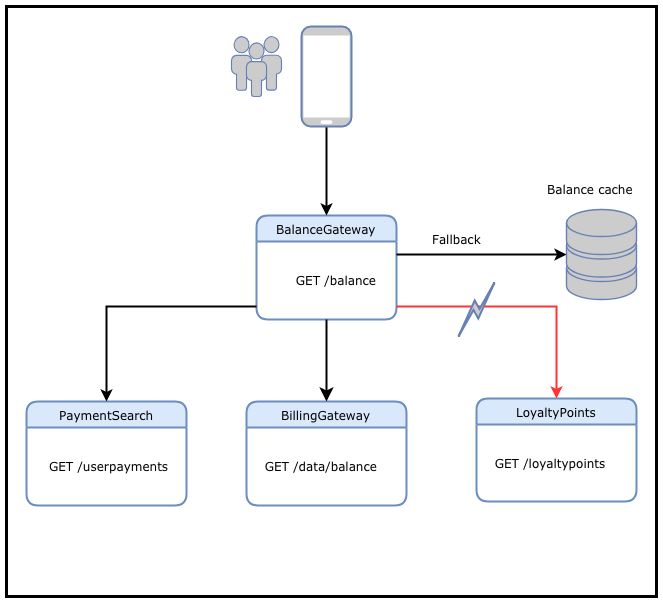 Balance cache
BalanceGateway
Fallback
GET /balance
PaymentSearch
BillingGateway
LoyaltyPoints
GET /userpayments
GET /data/balance
GET /loyaltypoints